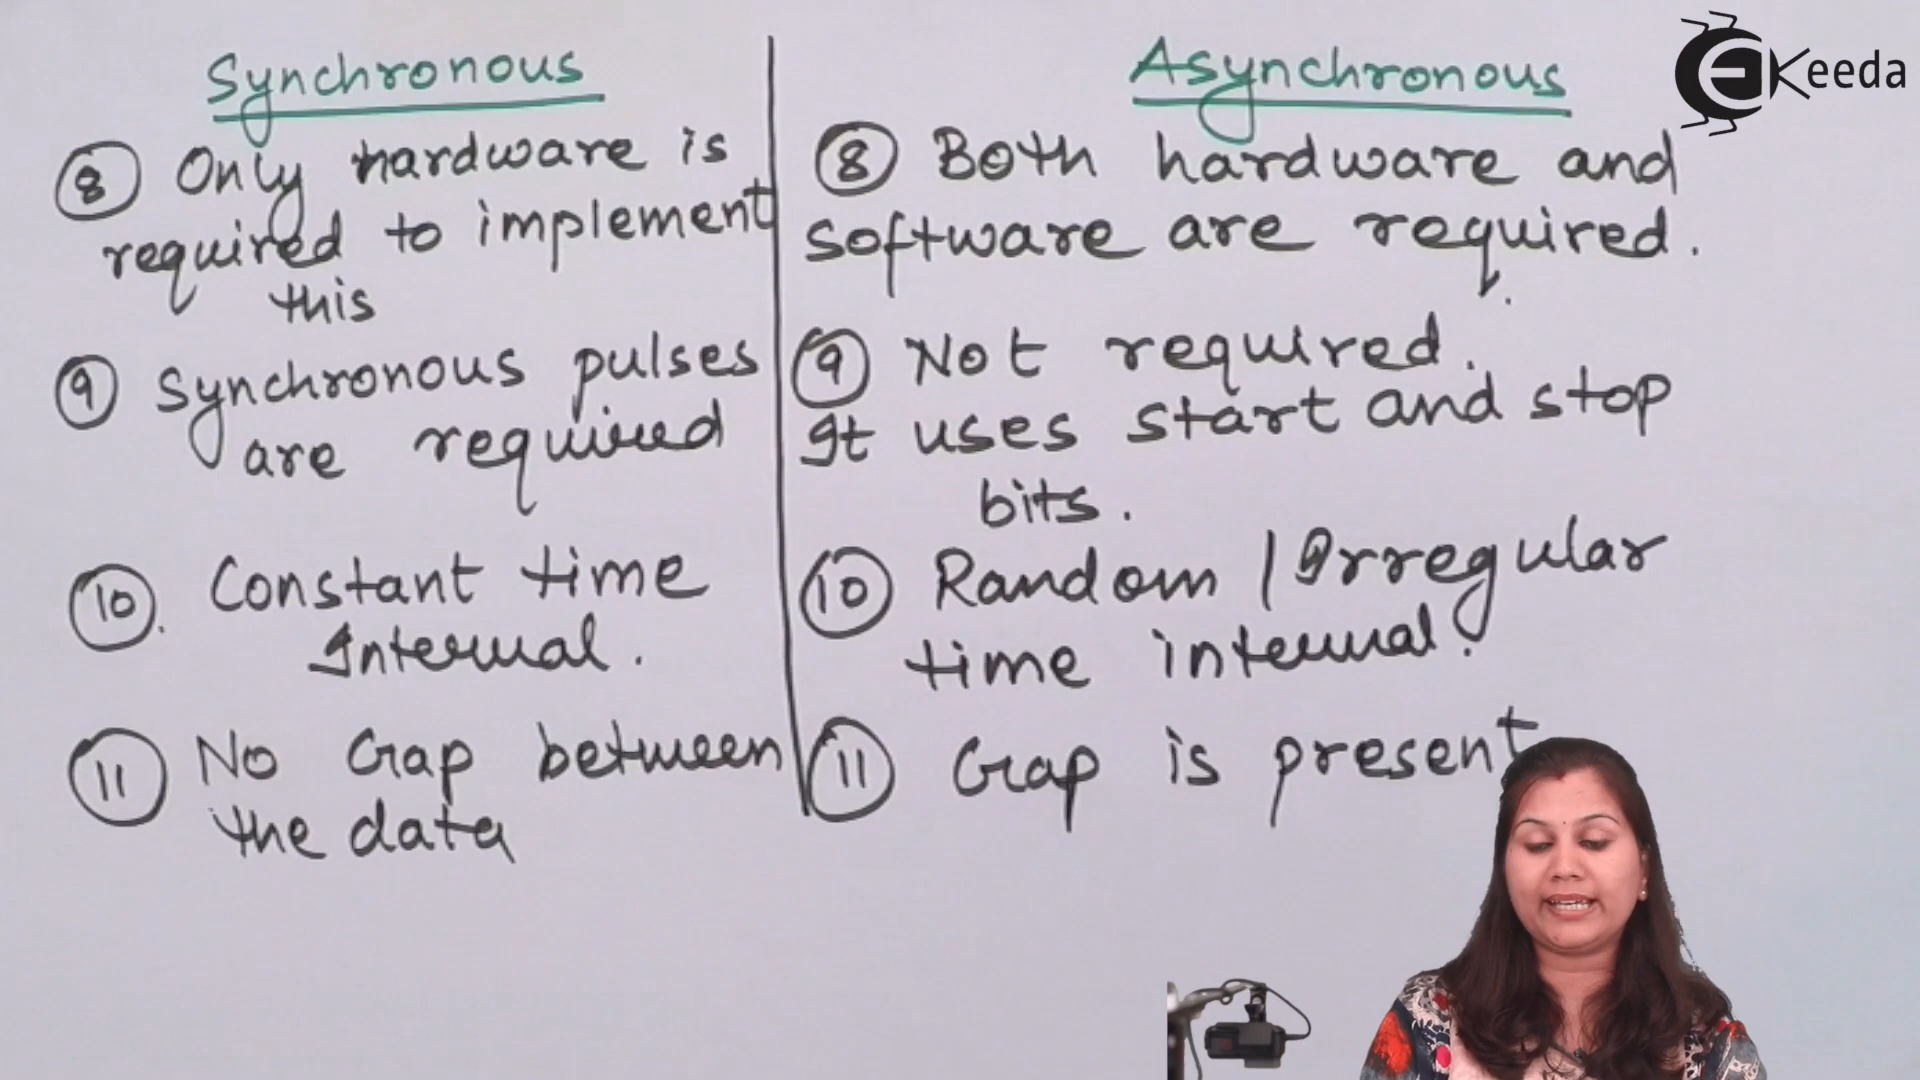 Synchronous
⑧ Only hardware is
required to implement
this
⑨ Synchronous pulses
are required
⑩. Constant time
Interval.
⑪ No Gap between
the data
Asynchronous
⑧ Both hardware and
software are required.
⑨ Not required.
It uses start and stop
bits.
⑩ Random / Irregular
time interval.
⑪ Gap is present
EKeeda